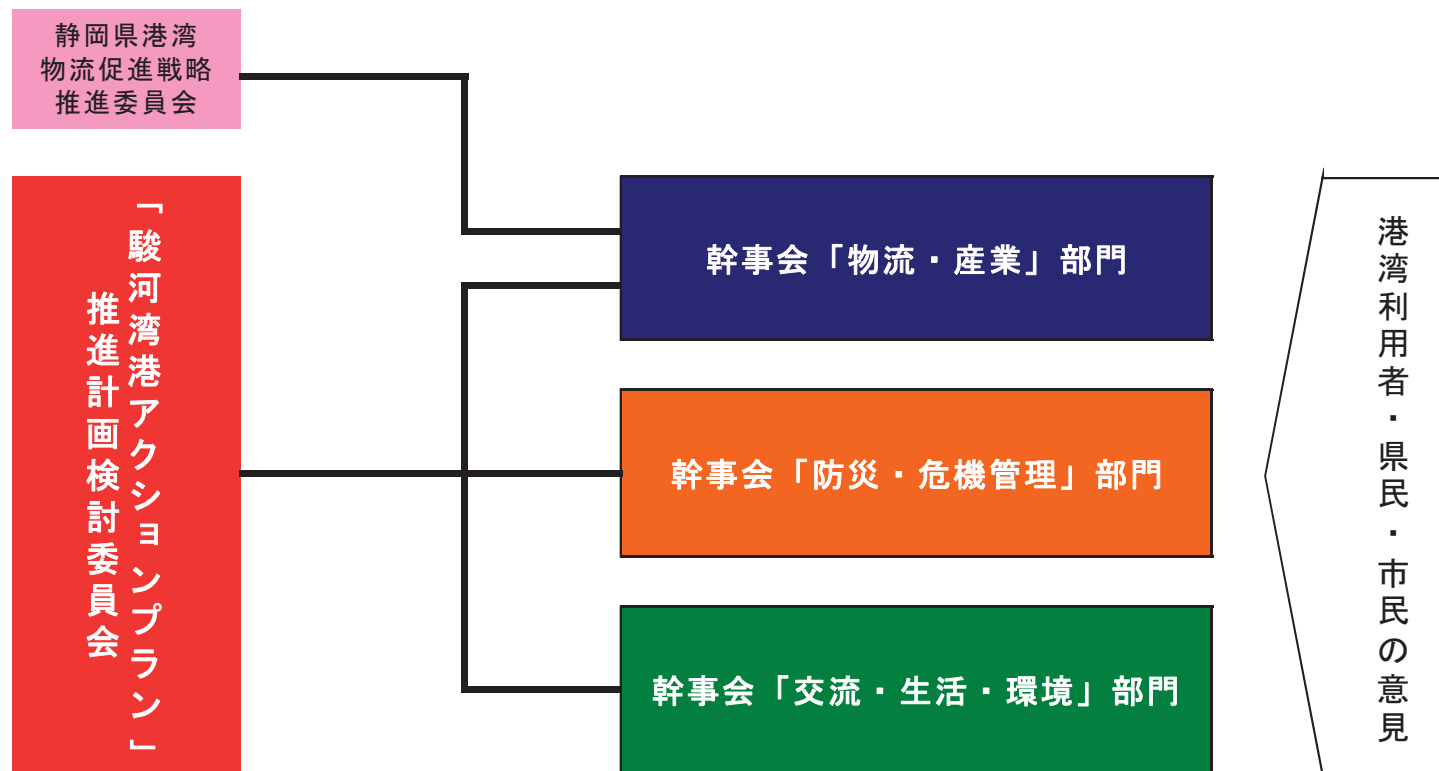 静岡県港湾
物流促進戦略
推進委員会
「駿河湾港アクションプラン」
推進計画検討委員会
幹事会「物流・産業」部門
幹事会「防災・危機管理」部門
幹事会「交流・生活・環境」部門
港湾利用者・県民・市民の意見